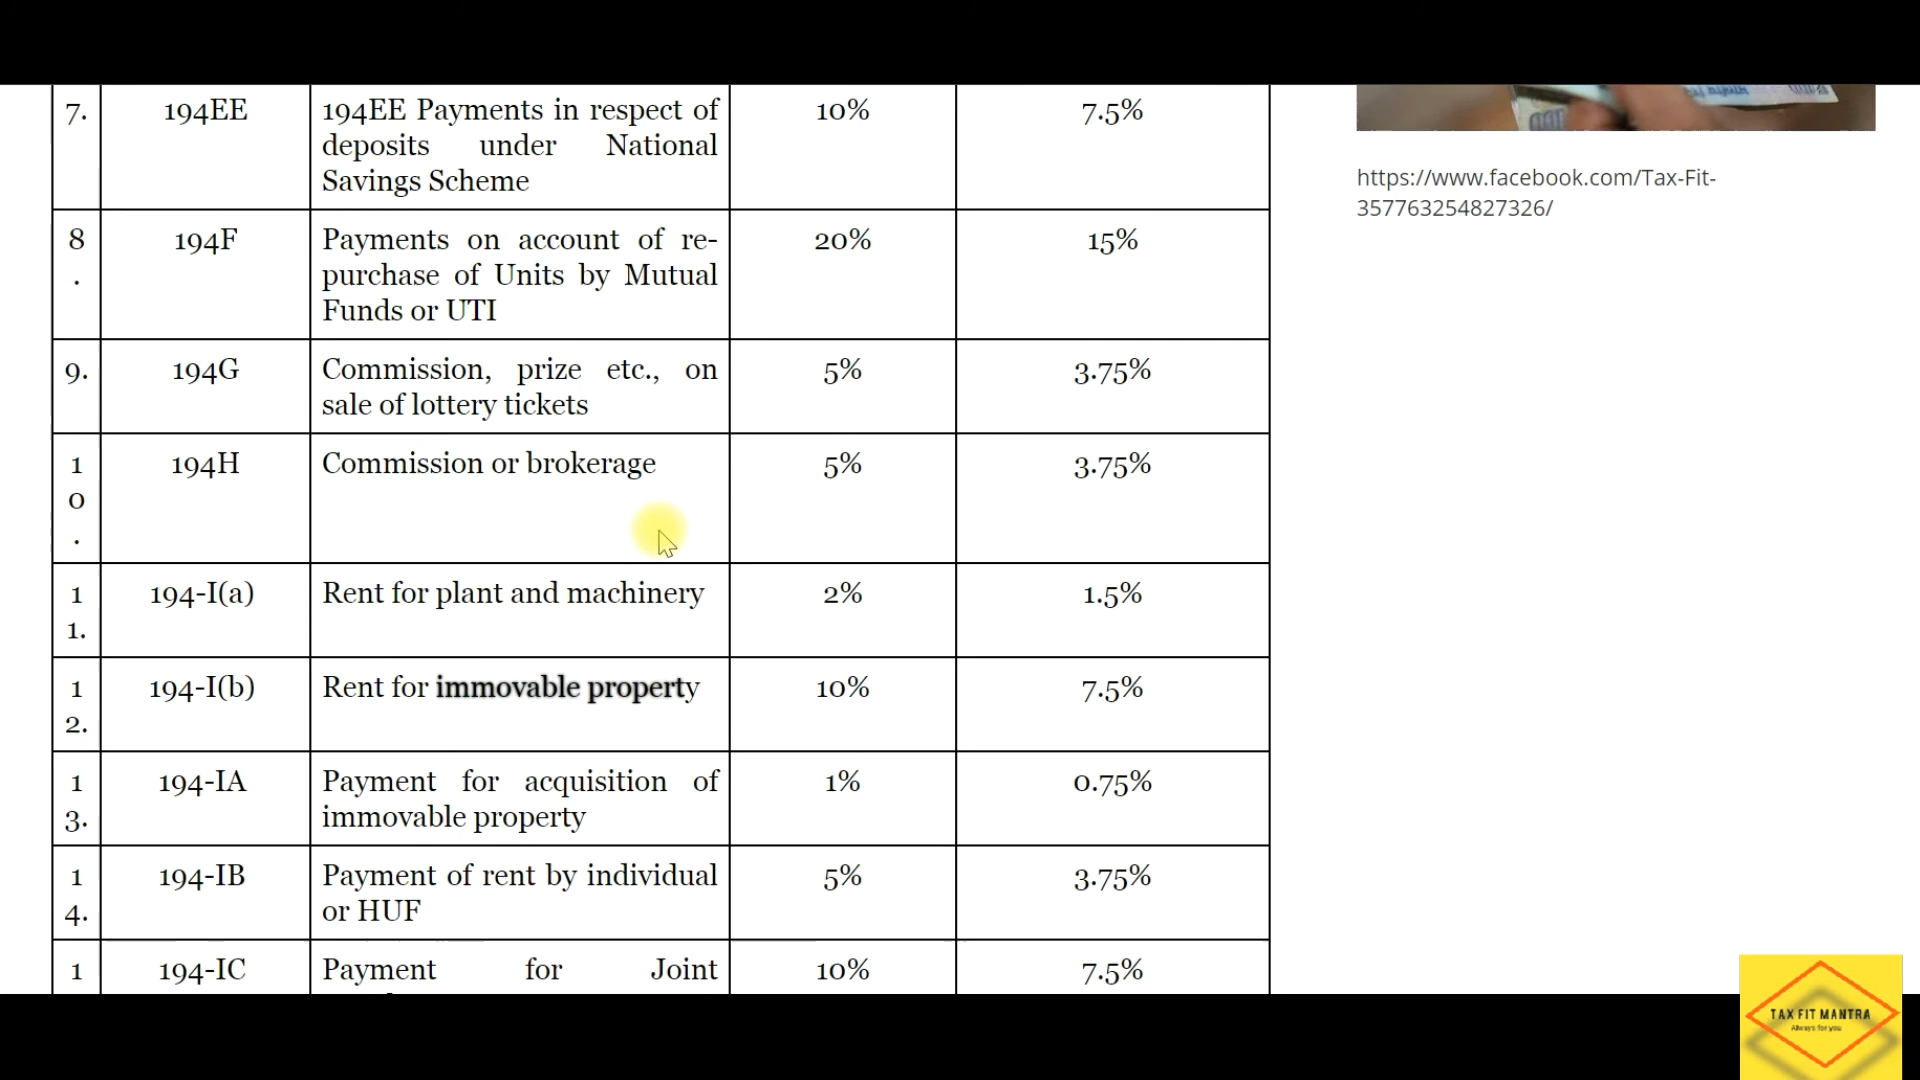 7. 194EE 194EE Payments in respect of 10% 7.5%
deposits under National
Savings Scheme
8 194F Payments on account of re- 20% 15%
. purchase of Units by Mutual
Funds or UTI
9. 194G Commission, prize etc., on 5% 3.75%
sale of lottery tickets
1 194H Commission or brokerage 5% 3.75%
0
.
1 194-I(a) Rent for plant and machinery 2% 1.5%
1.
1 194-I(b) Rent for immovable property 10% 7.5%
2.
1 194-IA Payment for acquisition of 1% 0.75%
3. immovable property
1 194-IB Payment of rent by individual 5% 3.75%
4. or HUF
1 194-IC Payment for Joint 10% 7.5%
https://www.facebook.com/Tax-Fit-
357763254827326/
TAX FIT MANTRA
Always for you